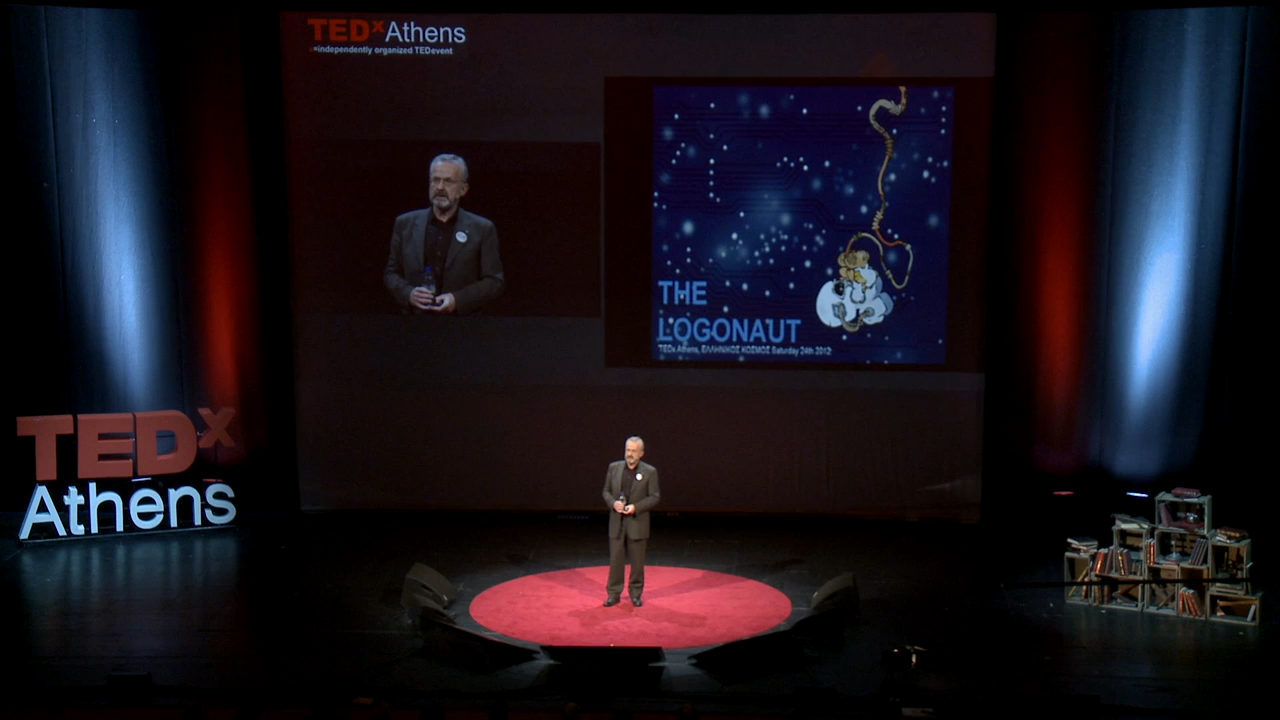 TEDxAthens
x=independently organized TEDevent
THE
LOGONAUT
TEDx Athens, ΕΛΛΗΝΙΚΟΣ ΚΟΣΜΟΣ Saturday 24th 2012
TEDx
Athens